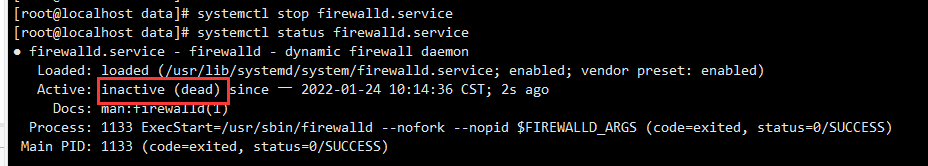 [root@localhost data]# systemctl stop firewalld.service
[root@localhost data]# systemctl status firewalld.service
● firewalld.service - firewalld - dynamic firewall daemon
Loaded: loaded (/usr/lib/systemd/system/firewalld.service; enabled; vendor preset: enabled)
Active: inactive (dead) since 一 2022-01-24 10:14:36 CST; 2s ago
Docs: man:firewalld(1)
Process: 1133 ExecStart=/usr/sbin/firewalld --nofork --nopid $FIREWALLD_ARGS (code=exited, status=0/SUCCESS)
Main PID: 1133 (code=exited, status=0/SUCCESS)